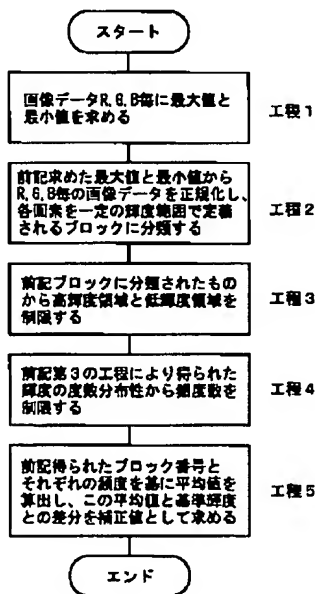 スタート
画像データR,G,B毎に最大値と
最小値を求める
工程1
前記求めた最大値と最小値から
R,G,B毎の画像データを正規化し、
各画素を一定の輝度範囲で定義
されるブロックに分類する
工程2
前記ブロックに分類されたもの
から高輝度領域と低輝度領域を
制限する
工程3
前記第3の工程により得られた
輝度の度数分布性から頻度数を
制限する
工程4
前記得られたブロック番号と
それぞれの頻度を基に平均値を
算出し、この平均値と基準輝度
との差分を補正値として求める
工程5
エンド